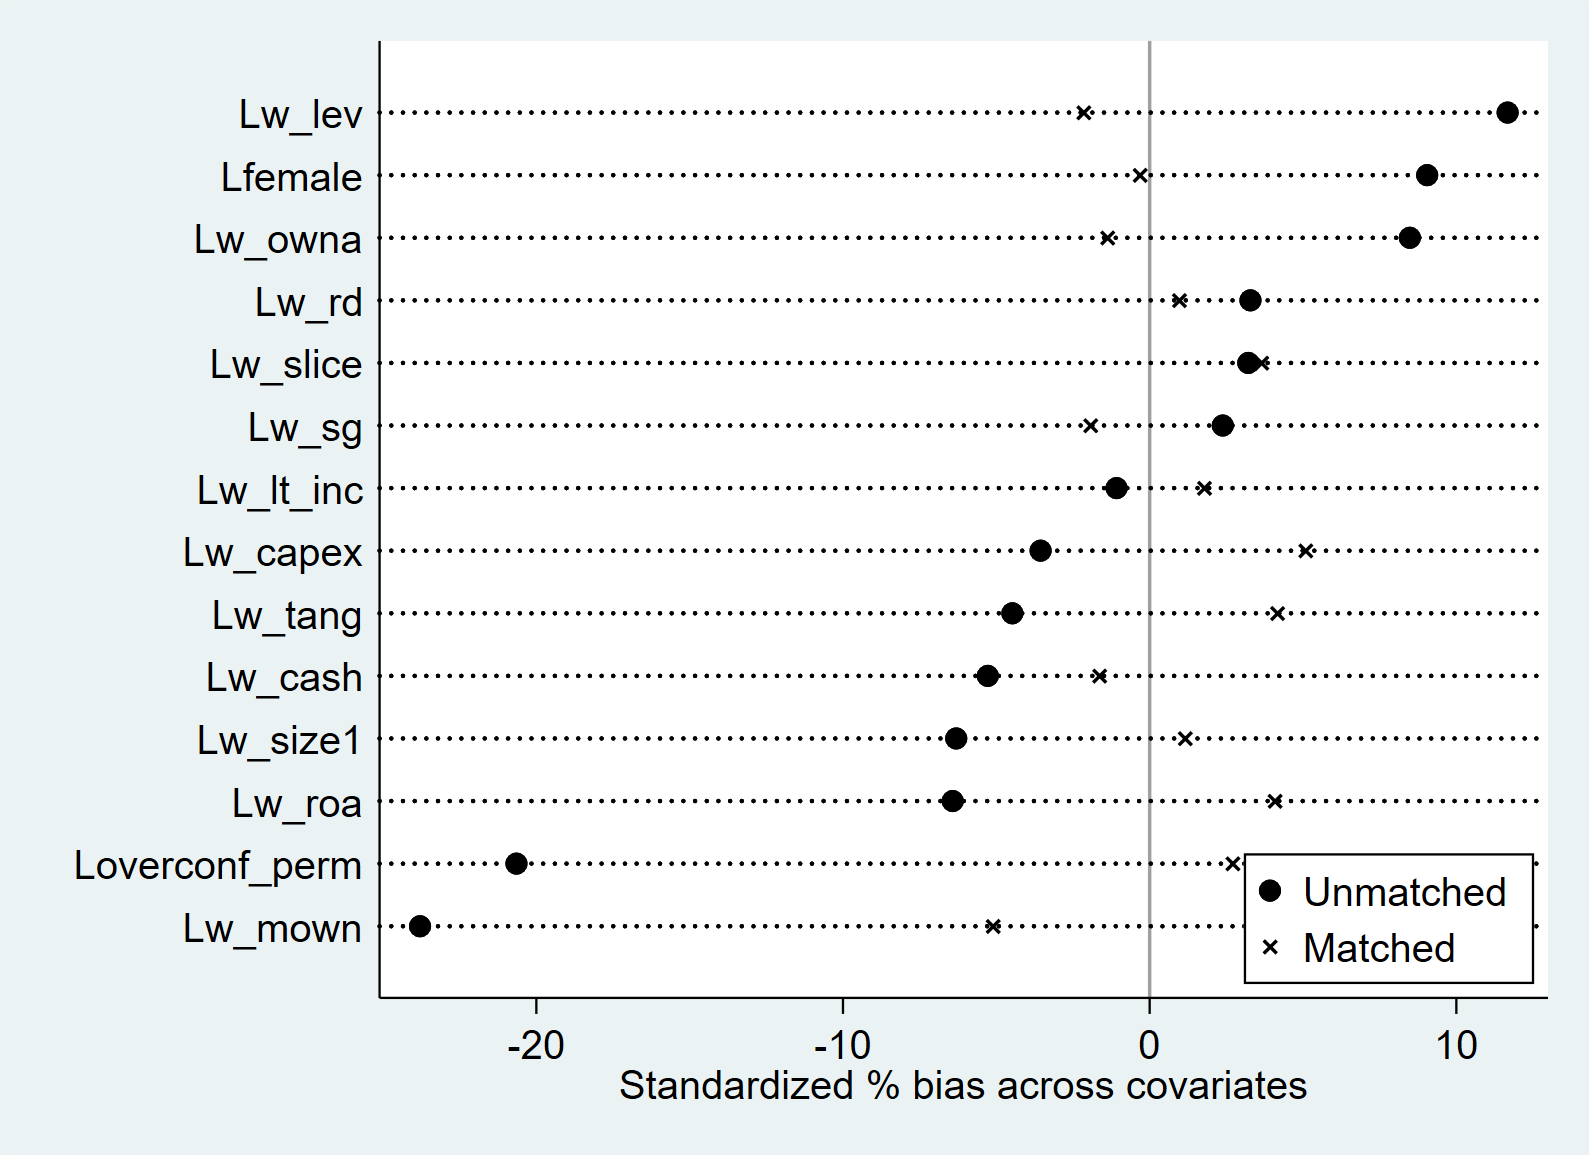 Lw_lev
Lfemale
Lw_owna
Lw_rd
Lw_slice
Lw_sg
Lw_lt_inc
Lw_capex
Lw_tang
Lw_cash
Lw_size1
Lw_roa
Loverconf_perm
Lw_mown
Unmatched
Matched
-20 -10 0 10
Standardized % bias across covariates